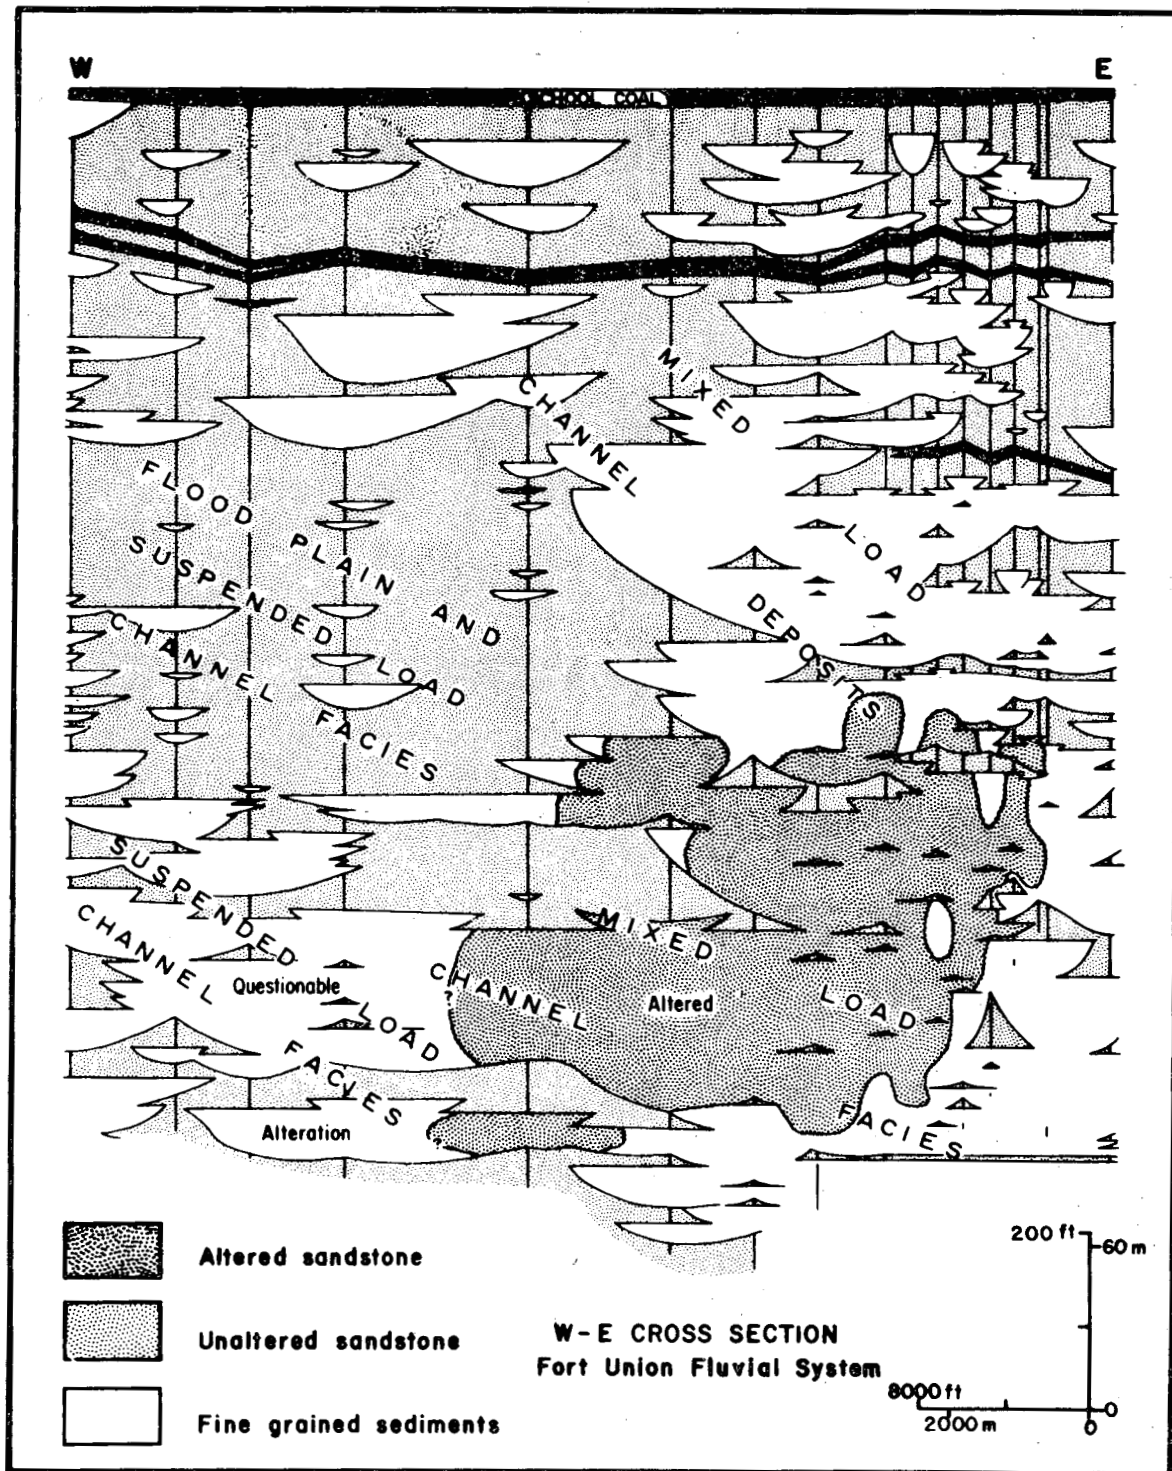 W
E
SCHOOL COAL
MIXED
CHANNEL
LOAD
DEPOSITS
FLOOD PLAIN AND
SUSPENDED LOAD
CHANNEL FACIES
SUSPENDED LOAD
CHANNEL FACIES
Questionable
Alteration
MIXED LOAD
CHANNEL FACIES
Altered
?
?
Altered sandstone
Unaltered sandstone
Fine grained sediments
W-E CROSS SECTION
Fort Union Fluvial System
200 ft
60 m
8000 ft
0
2000 m
0